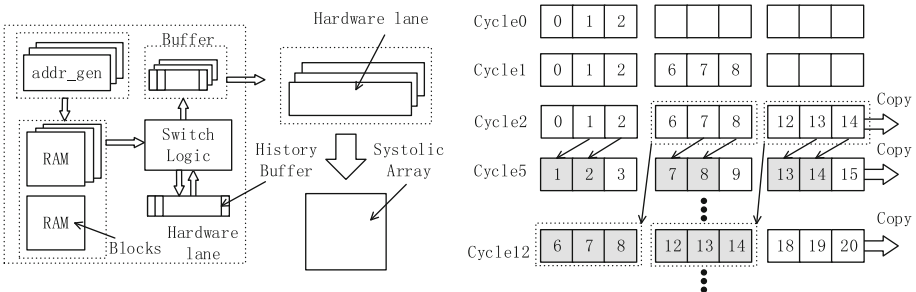 Hardware lane
Buffer
addr_gen
RAM
Switch
Logic
History
Buffer
Systolic
Array
RAM
Blocks
Hardware
lane
Cycle0 0 1 2
Cycle1 0 1 2 6 7 8
Cycle2 0 1 2 6 7 8 12 13 14 Copy
Cycle5 1 2 3 7 8 9 13 14 15 Copy
Cycle12 6 7 8 12 13 14 18 19 20 Copy